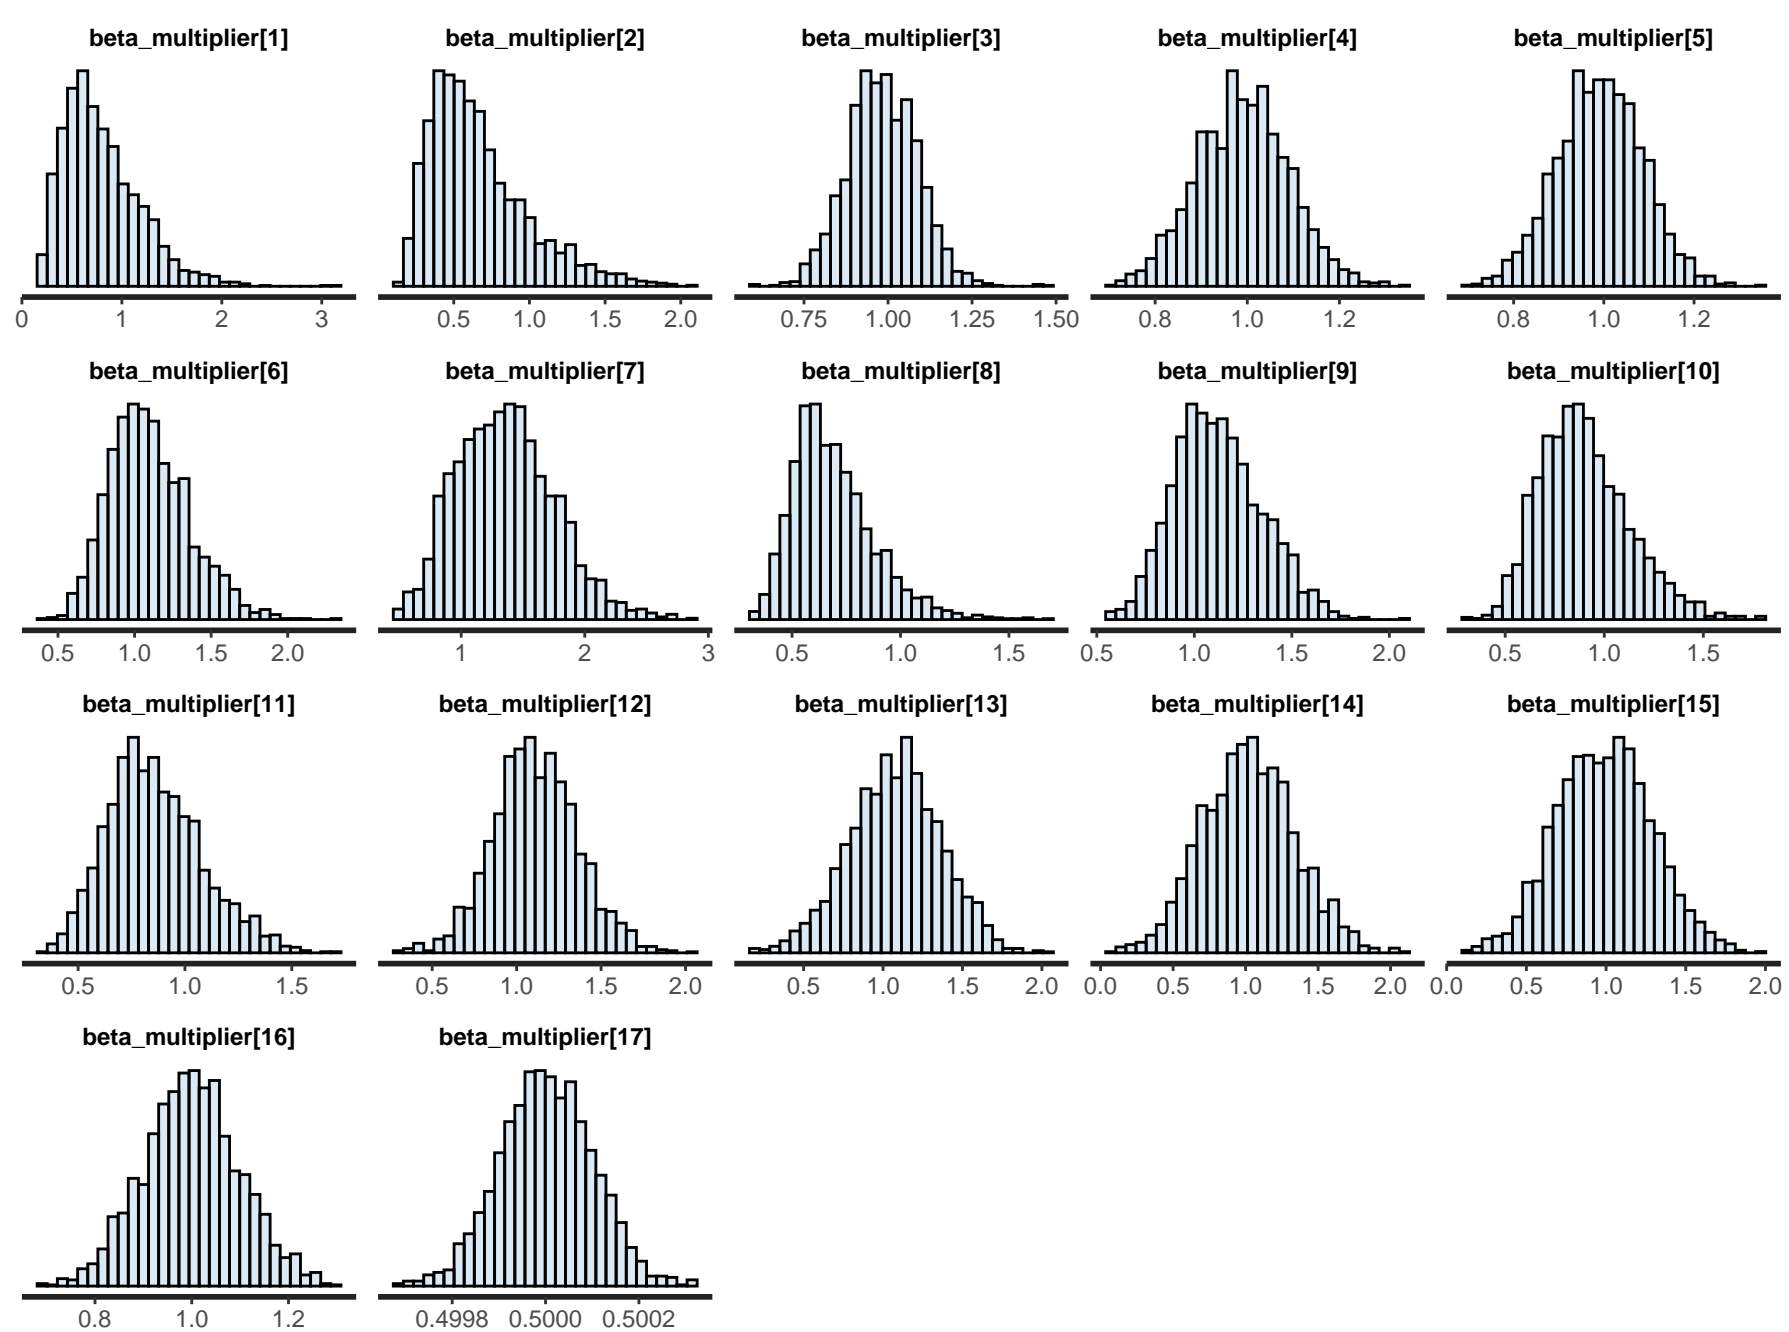 beta_multiplier[1] beta_multiplier[2] beta_multiplier[3] beta_multiplier[4] beta_multiplier[5]
0 1 2 3 0.5 1.0 1.5 2.0 0.75 1.00 1.25 1.50 0.8 1.0 1.2 0.8 1.0 1.2
beta_multiplier[6] beta_multiplier[7] beta_multiplier[8] beta_multiplier[9] beta_multiplier[10]
0.5 1.0 1.5 2.0 1 2 3 0.5 1.0 1.5 0.5 1.0 1.5 2.0 0.5 1.0 1.5
beta_multiplier[11] beta_multiplier[12] beta_multiplier[13] beta_multiplier[14] beta_multiplier[15]
0.5 1.0 1.5 0.5 1.0 1.5 2.0 0.5 1.0 1.5 2.0 0.0 0.5 1.0 1.5 2.0 0.0 0.5 1.0 1.5 2.0
beta_multiplier[16] beta_multiplier[17]
0.8 1.0 1.2 0.4998 0.5000 0.5002